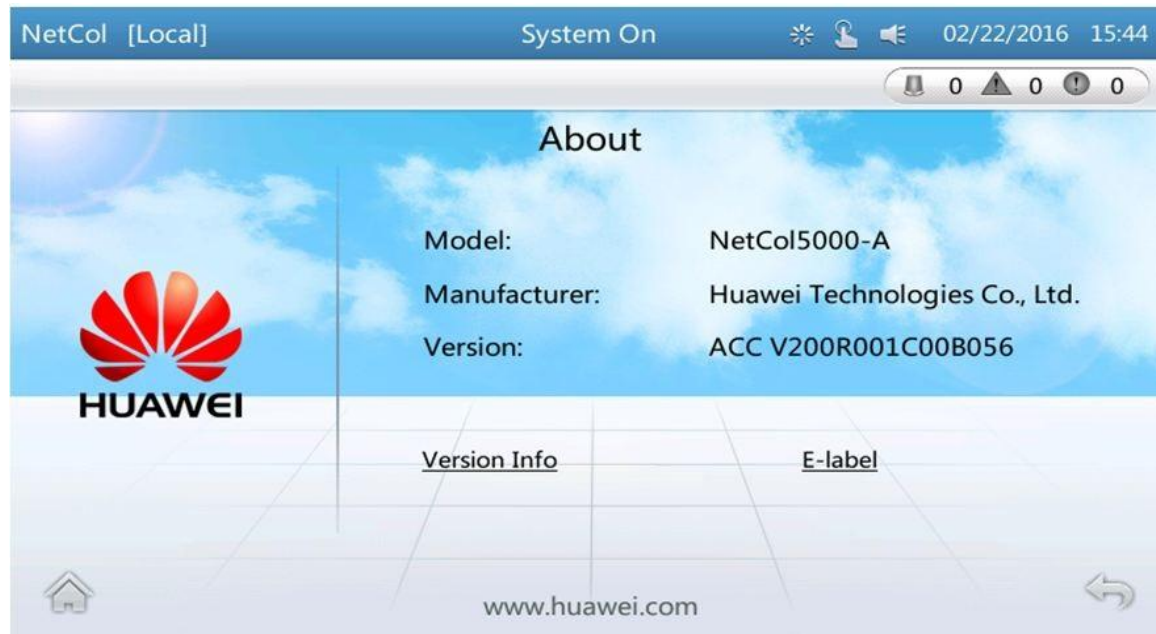 NetCol [Local] System On 02/22/2016 15:44
0 0 0
About
Model: NetCol5000-A
Manufacturer: Huawei Technologies Co., Ltd.
Version: ACC V200R001C00B056
HUAWEI
Version Info E-label
www.huawei.com